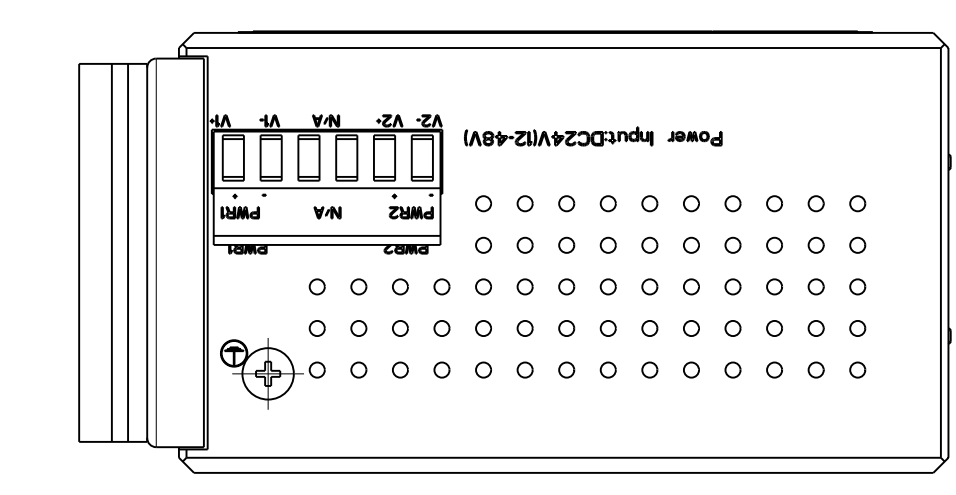 PWR2 PWR1
PWR2 N/A PWR1
- + - +
Power Input:DC24V(12-48V)
V2- V2+ N/A V1- V1+